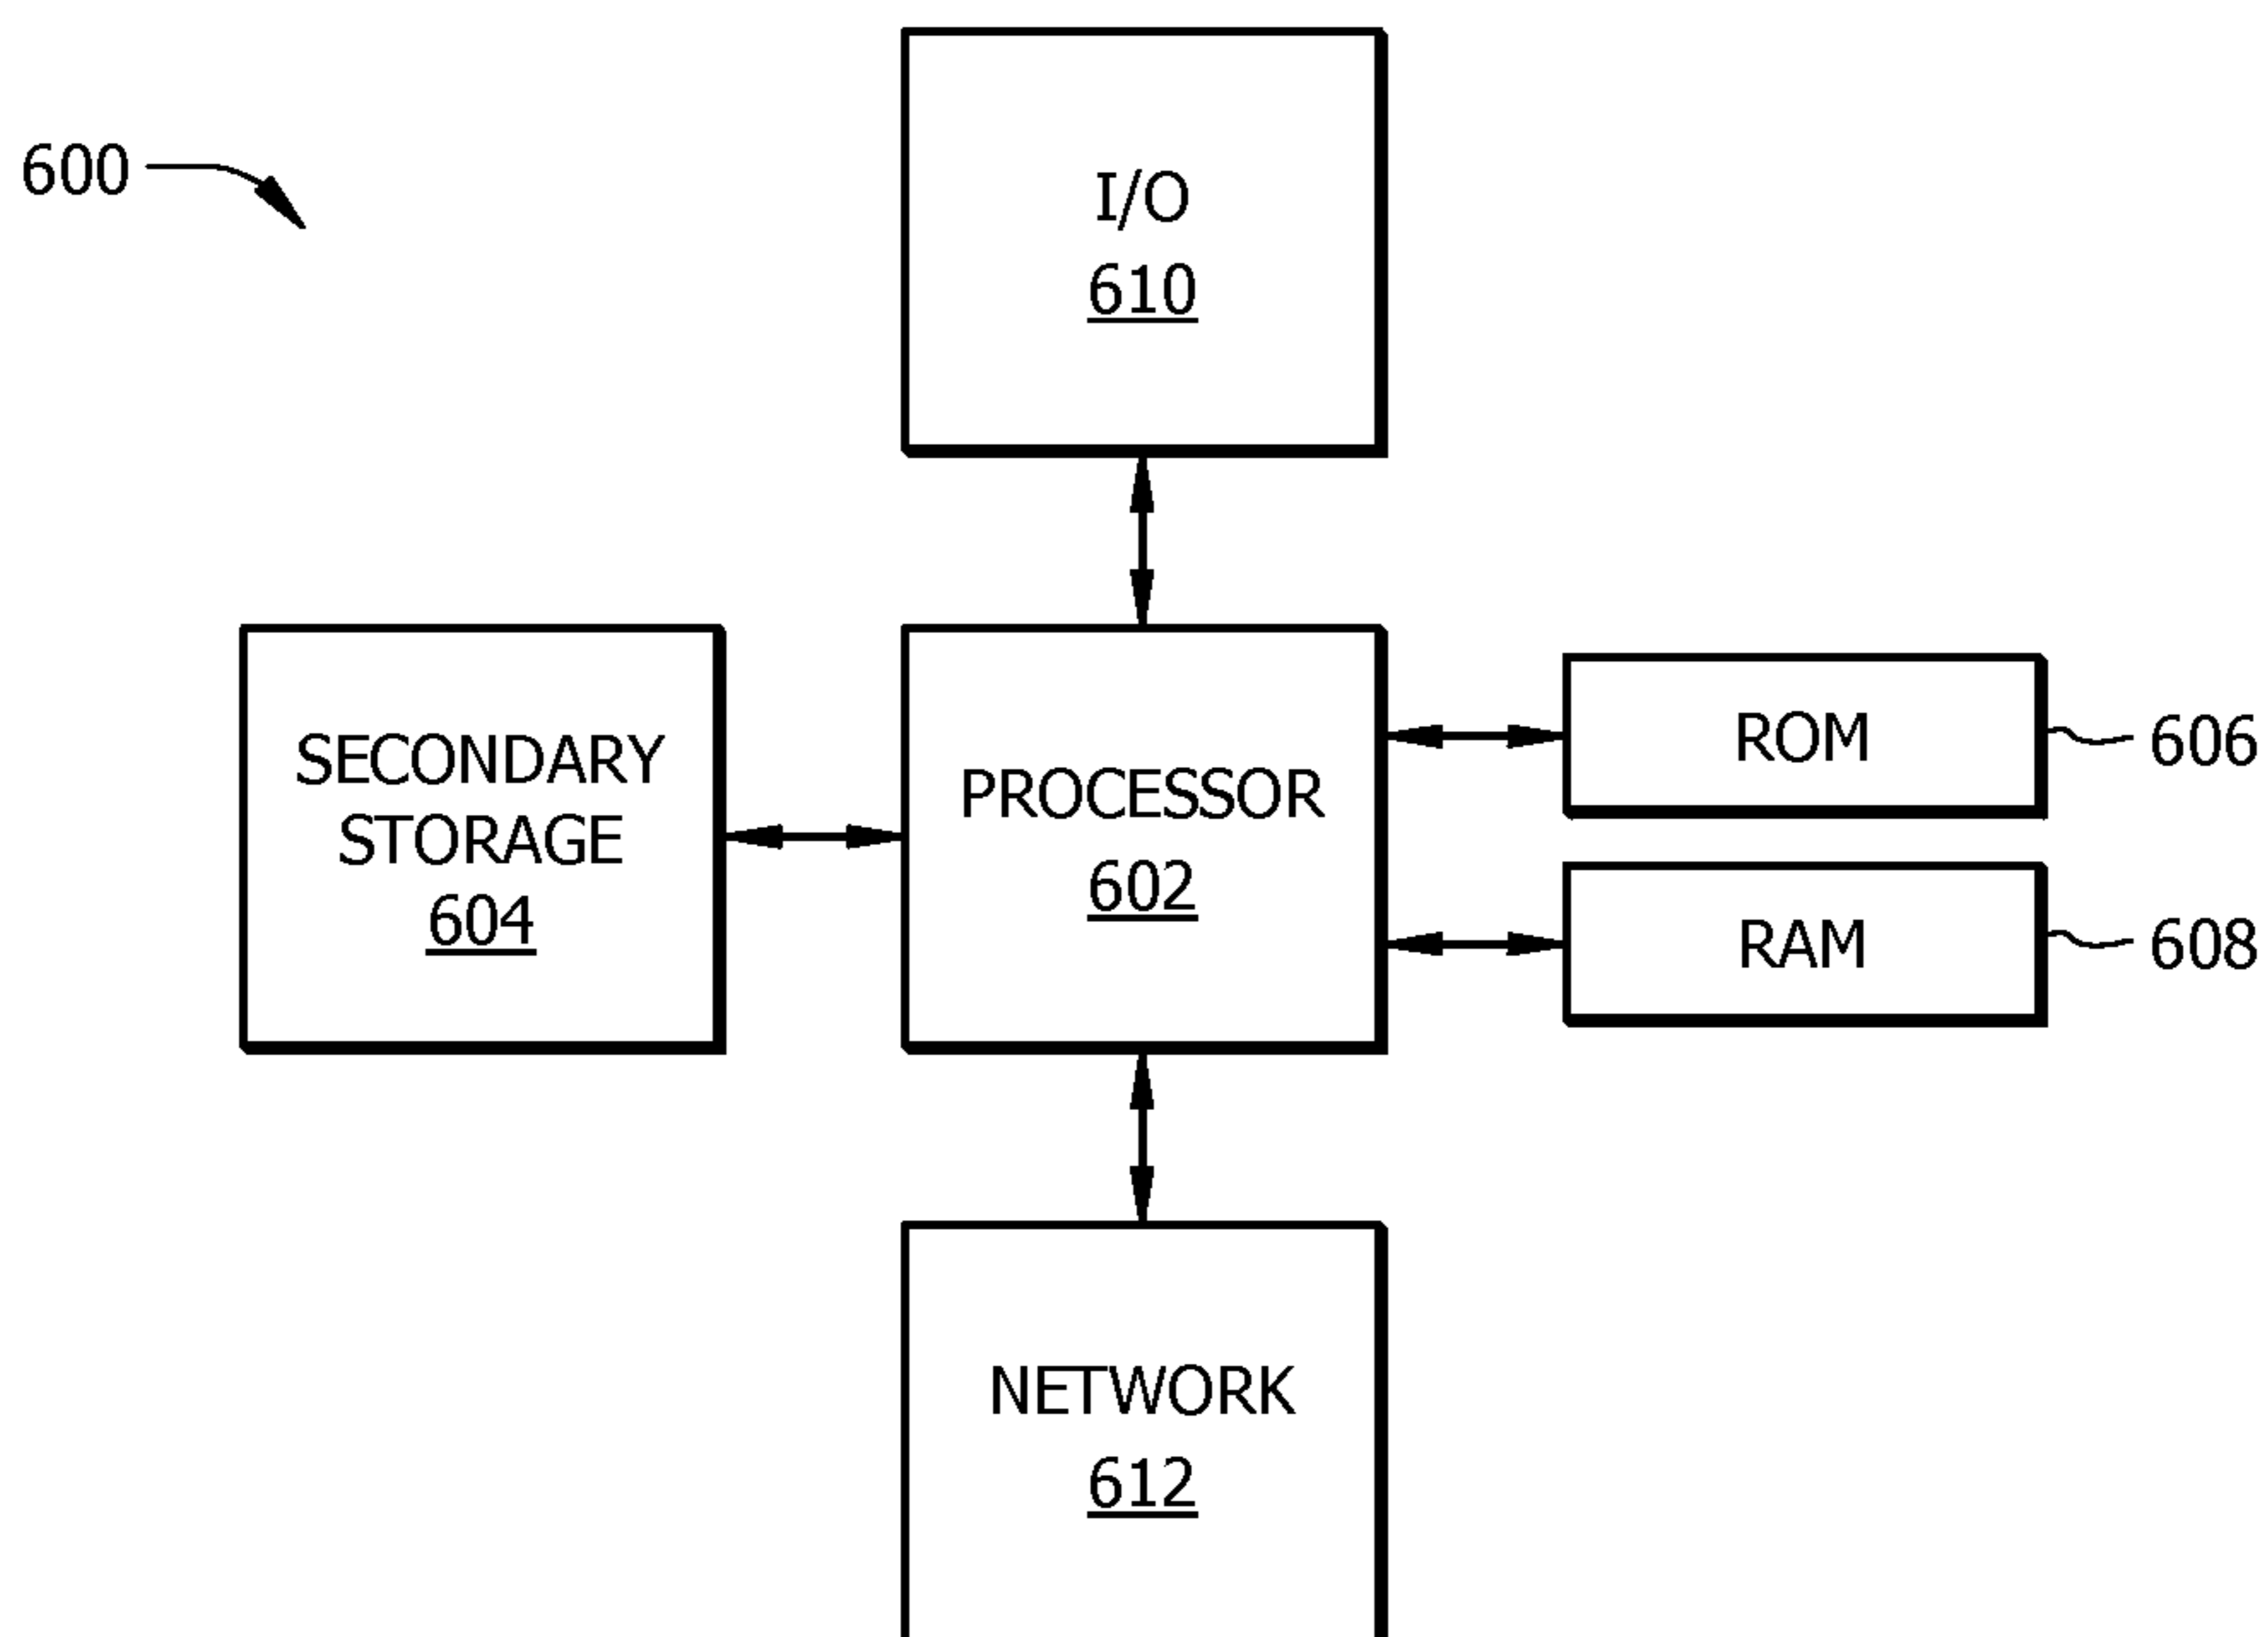 600
I/O
610
SECONDARY
STORAGE
604
PROCESSOR
602
ROM
606
RAM
608
NETWORK
612